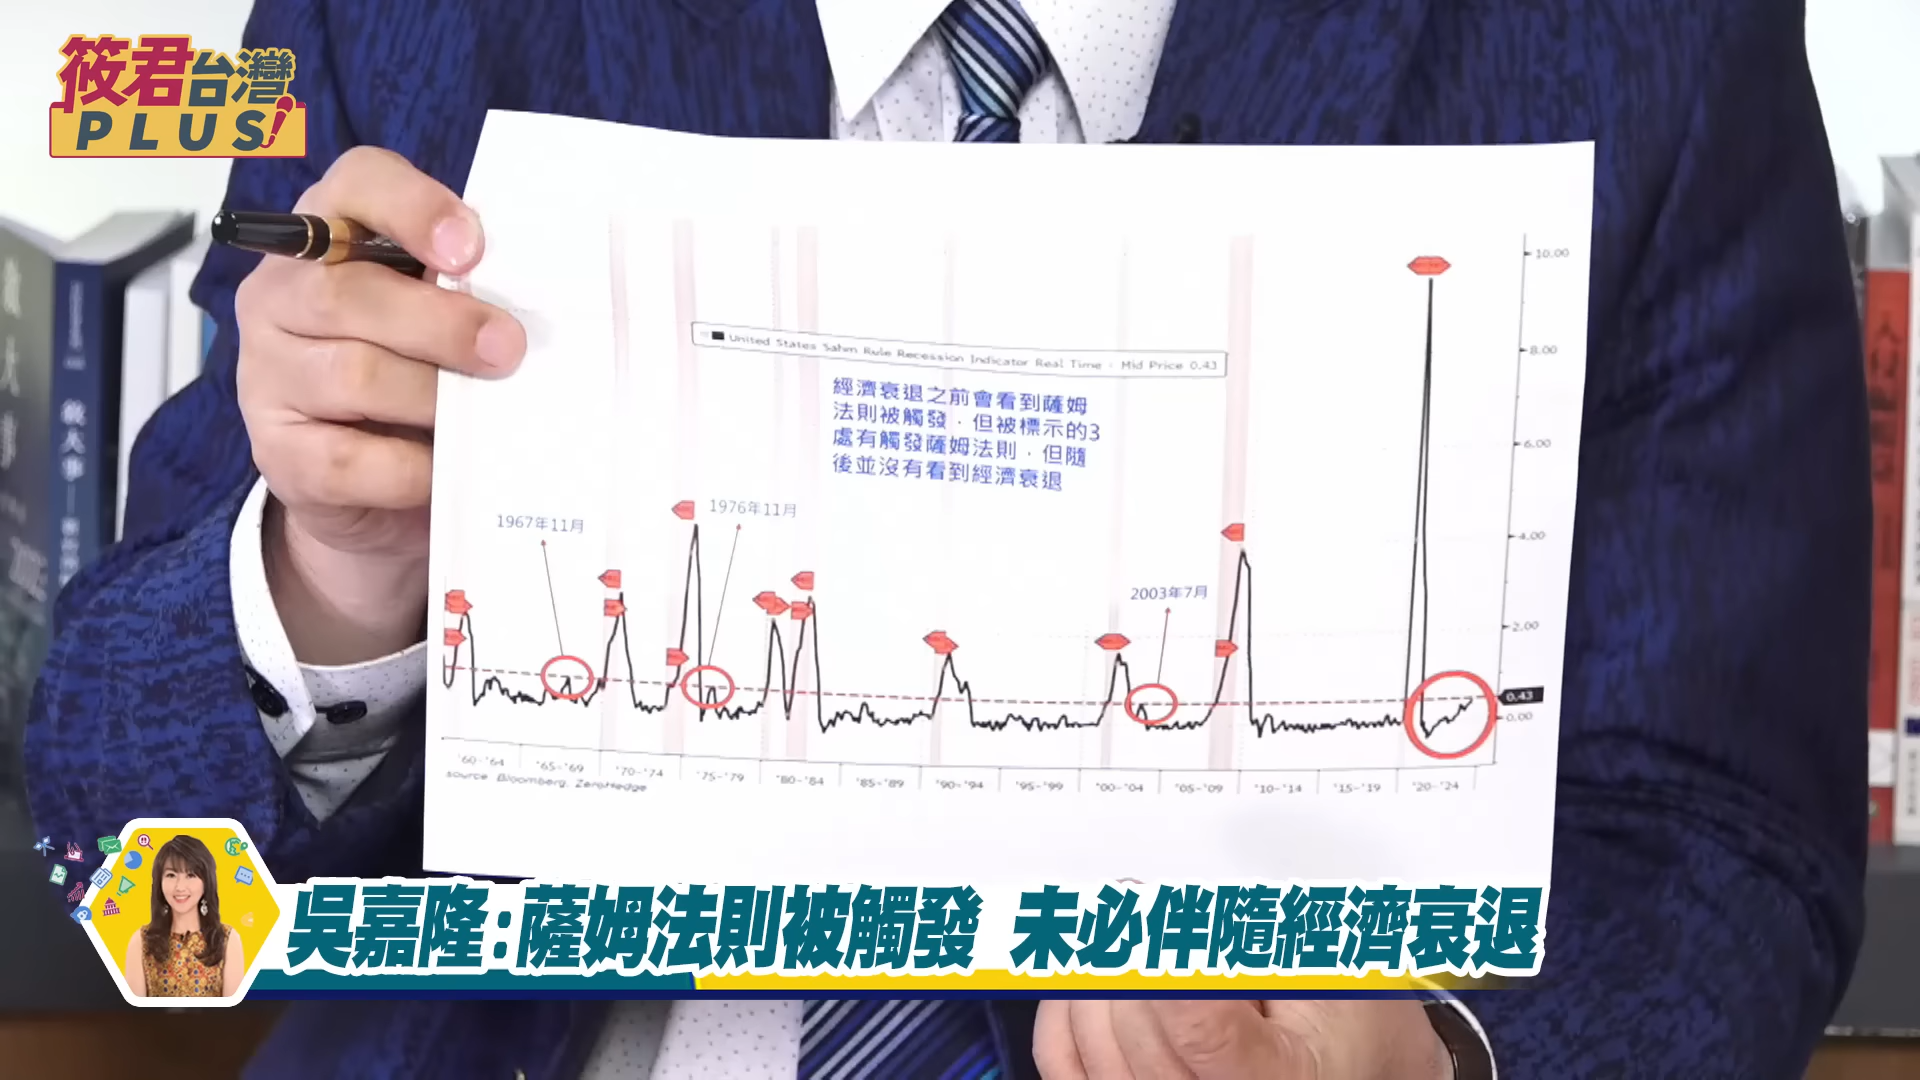 筱君台灣
PLUS!
10.00
8.00
6.00
4.00
2.00
0.43
0.00
United States Sahm Rule Recession Indicator Real Time - Mid Price 0.43
經濟衰退之前會看到薩姆
法則被觸發，但被標示的3
處有觸發薩姆法則，但隨
後並沒有看到經濟衰退
1967年11月
1976年11月
2003年7月
'60-'64 '65-'69 '70-'74 '75-'79 '80-'84 '85-'89 '90-'94 '95-'99 '00-'04 '05-'09 '10-'14 '15-'19 '20-'24
source: Bloomberg, ZeroHedge
吳嘉隆:薩姆法則被觸發 未必伴隨經濟衰退